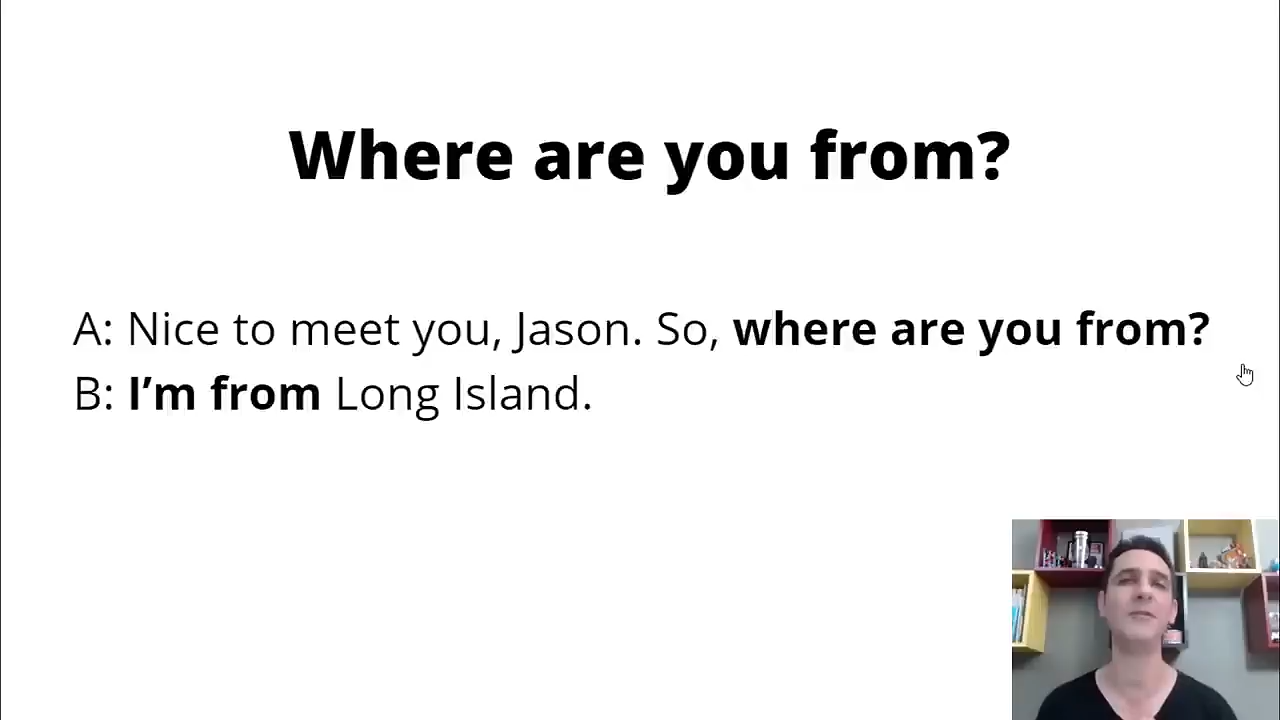 Where are you from?
A: Nice to meet you, Jason. So, where are you from?
B: I’m from Long Island.